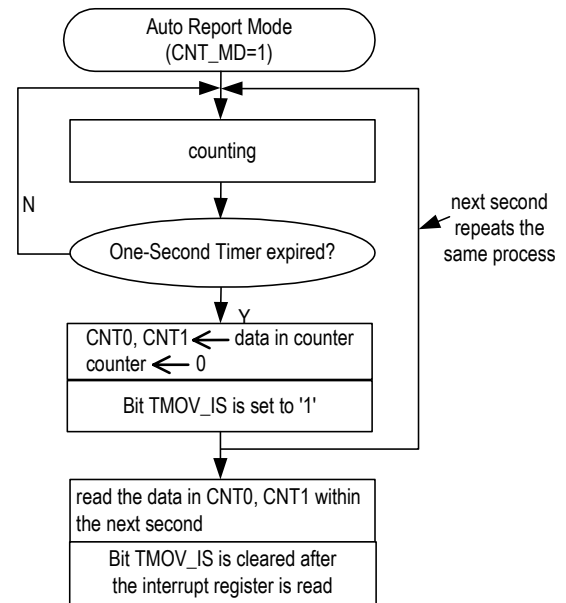 Auto Report Mode
(CNT_MD=1)
counting
N
next second
repeats the
same process
One-Second Timer expired?
Y
CNT0, CNT1 ← data in counter
counter ← 0
Bit TMOV_IS is set to '1'
read the data in CNT0, CNT1 within
the next second
Bit TMOV_IS is cleared after
the interrupt register is read